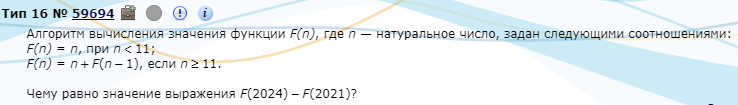 Тип 16 № 59694
Алгоритм вычисления значения функции F(n), где n — натуральное число, задан следующими соотношениями:
F(n) = n, при n < 11;
F(n) = n + F(n − 1), если n ≥ 11.
Чему равно значение выражения F(2024) − F(2021)?